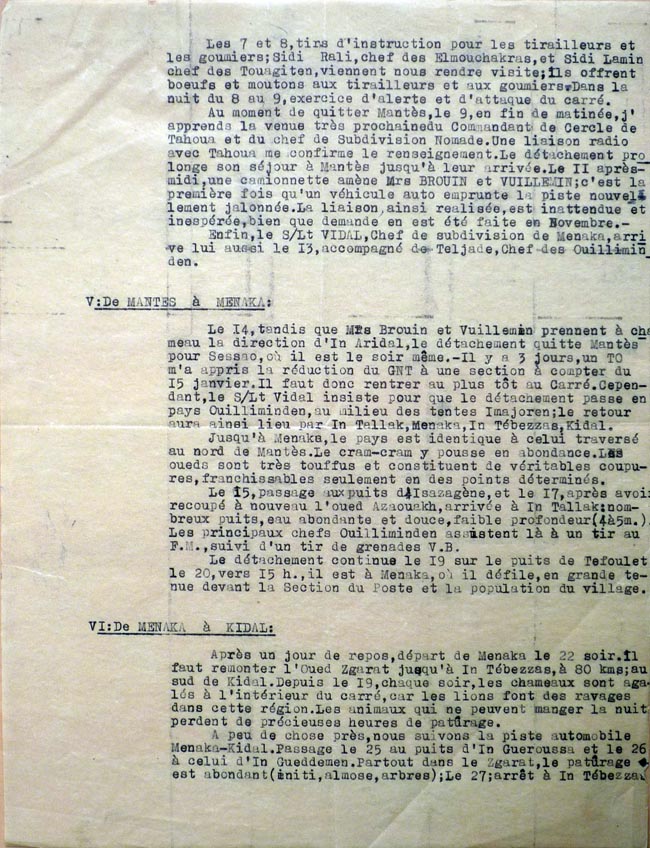 Les 7 et 8,tirs d'instruction pour les tirailleurs et
les goumiers;Sidi Rali,chef des Elmouchakras,et Sidi Lamin
chef des Touagiten,viennent nous rendre visite;ils offrent
boeufs et moutons aux tirailleurs et aux goumiers.Dans la
nuit du 8 au 9,exercice d'alerte et d'attaque du carré.
Au moment de quitter Mantès,le 9,en fin de matinée,j'
apprends la venue très prochainedu Commandant de Cercle de
Tahoua et du chef de Subdivision Nomade.Une liaison radio
avec Tahoua me confirme le renseignement.Le détachement pro
longe son séjour à Mantès jusqu'à leur arrivée.Le II après-
midi,une camionnette amène Mrs BROUIN et VUILLEMIN;c'est la
première fois qu'un véhicule auto emprunte la piste nouvel
lement jalonnée.La liaison,ainsi realisée,est inattendue et
inespérée,bien que demande en est été faite en Novembre.-
Enfin,le S/Lt VIDAL,Chef de subdivision de Menaka,arri
ve lui aussi le I3,accompagné de Teljade,Chef des Ouillimin
den.
V:De MANTES à MENAKA:
Le I4,tandis que Mrs Brouin et Vuillemin prennent à cha
meau la direction d'In Aridal,le détachement quitte Mantès
pour Sessao,où il est le soir même.-Il y a 3 jours,un TO
m'a appris la réduction du GNT à une section à compter du
I5 janvier.Il faut donc rentrer au plus tôt au Carré.Cepen-
dant,le S/Lt Vidal insiste pour que le détachement passe en
pays Ouilliminden,au milieu des tentes Imajoren;le retour
aura ainsi lieu par In Tallak,Menaka,In Tébezzas,Kidal.
Jusqu'à Menaka,le pays est identique à celui traversé
au nord de Mantès.Le cram-cram y pousse en abondance.Les
oueds sont très touffus et constituent de véritables coupu-
res,franchissables seulement en des points déterminés.
Le I5,passage aux puits d'Isazagène,et le I7,après avoir
recoupé à nouveau l'oued Azaouakh,arrivée à In Tallak:nom-
breux puits,eau abondante et douce,faible profondeur(4à5m.)
Les principaux chefs Ouilliminden assistent là à un tir au
F.M.,suivi d'un tir de grenades V.B.
Le détachement continue le I9 sur le puits de Tefoulet
le 20,vers I5 h.,il est à Menaka,où il défile,en grande te-
nue devant la Section du Poste et la population du village.
VI:De MENAKA à KIDAL:
Après un jour de repos,départ de Menaka le 22 soir.Il
faut remonter l'Oued Zgarat jusqu'à In Tébezzas,à 80 kms;au
sud de Kidal.Depuis le I9,chaque soir,les chameaux sont aga-
lés à l'intérieur du carré,car les lions font des ravages
dans cette région.Les animaux qui ne peuvent manger la nuit
perdent de précieuses heures de patûrage.
A peu de chose près,nous suivons la piste automobile
Menaka-Kidal.Passage le 25 au puits d'In Gueroussa et le 26
à celui d'In Gueddemen.Partout dans le Zgarat,le patûrage
est abondant(initi,almose,arbres);Le 27;arrêt à In Tébezzas